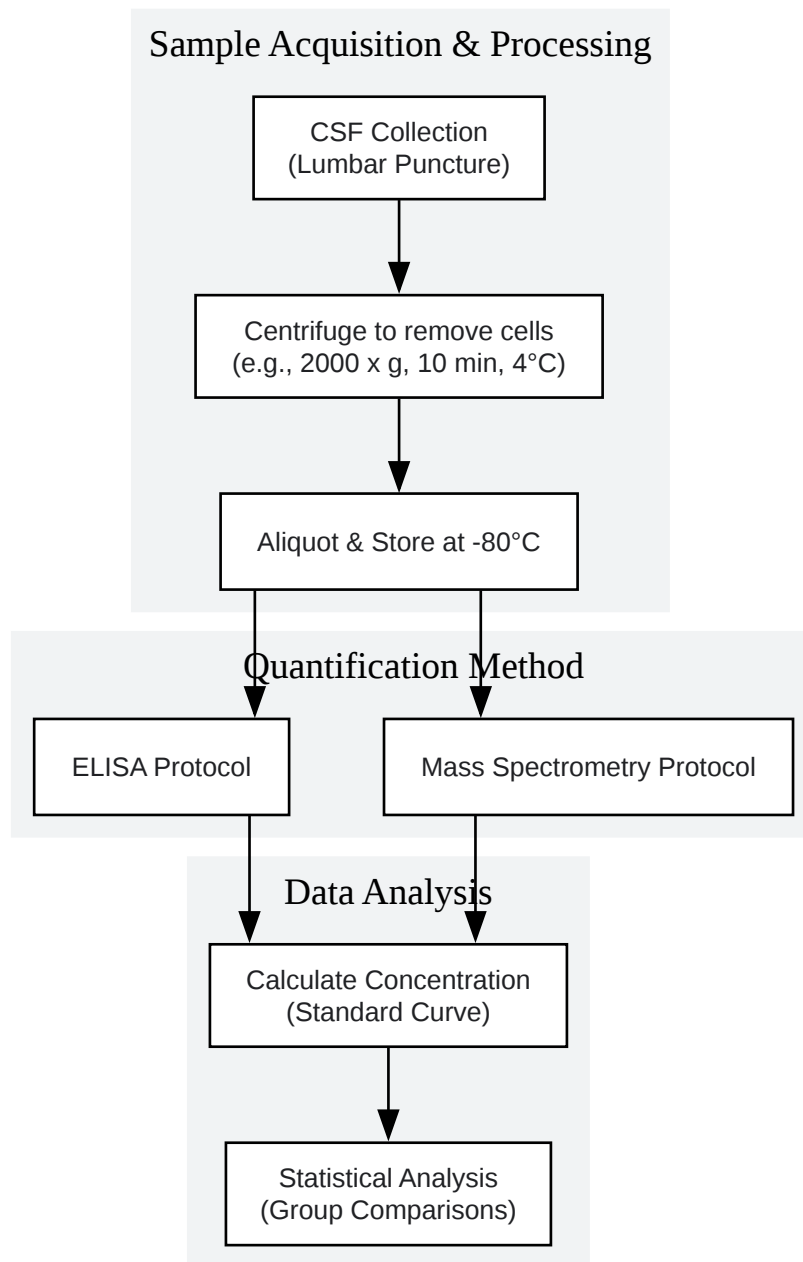 Sample Acquisition & Processing
CSF Collection
(Lumbar Puncture)
Centrifuge to remove cells
(e.g., 2000 x g, 10 min, 4°C)
Aliquot & Store at -80°C
Quantification Method
ELISA Protocol
Mass Spectrometry Protocol
Data Analysis
Calculate Concentration
(Standard Curve)
Statistical Analysis
(Group Comparisons)